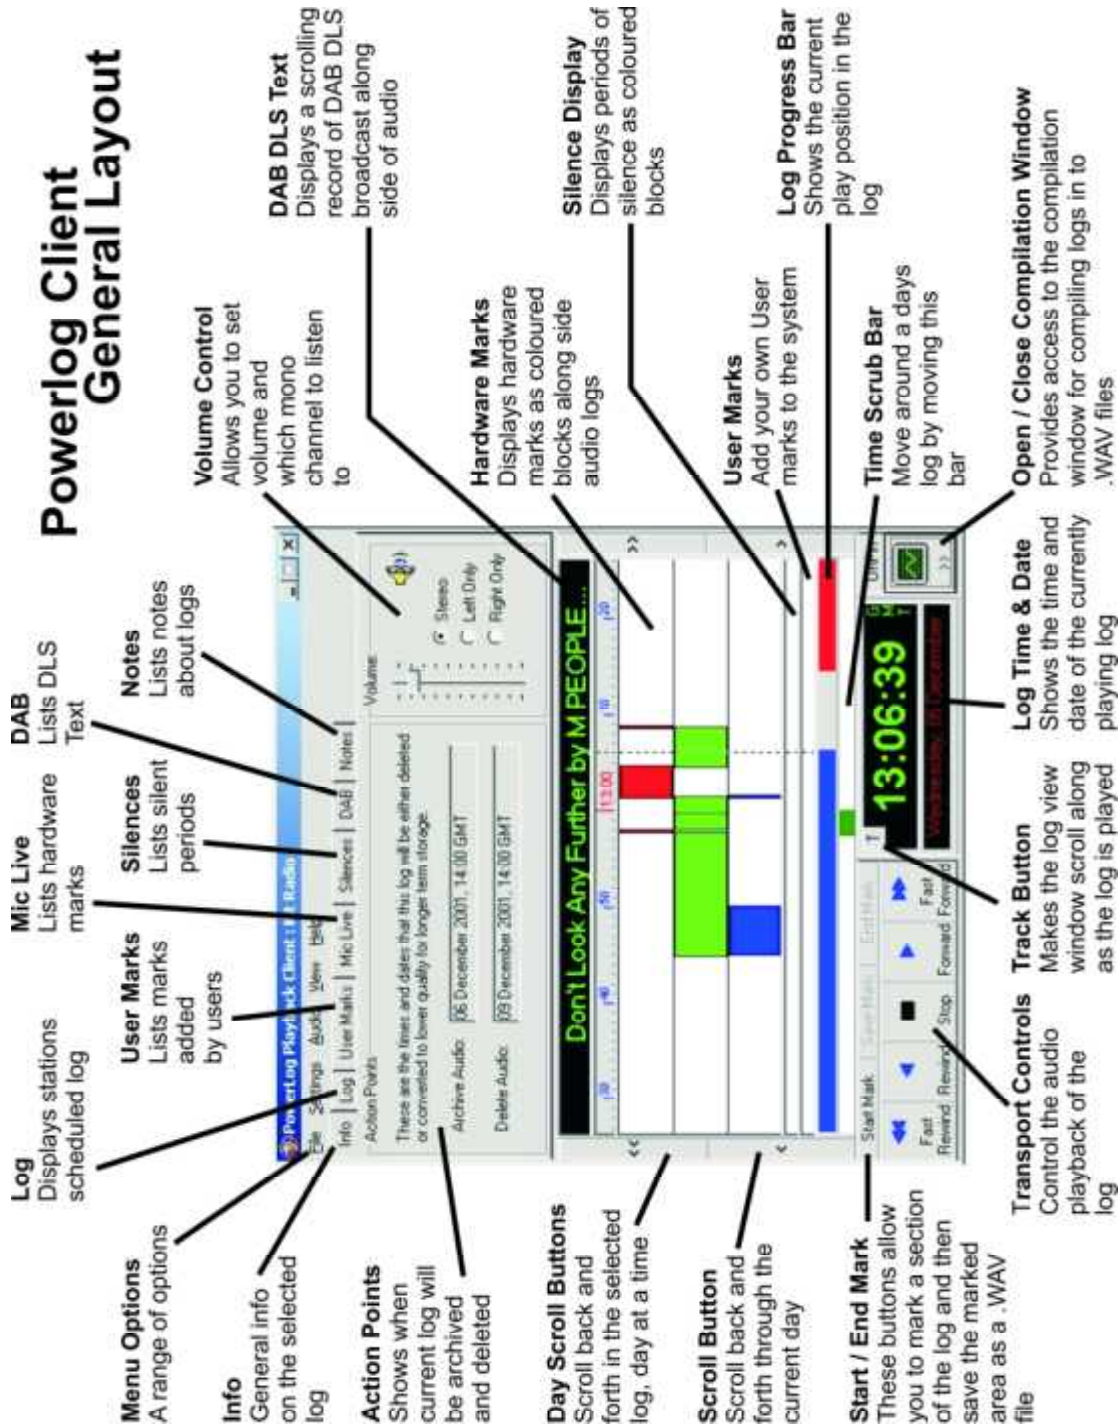 Powerlog Client
General Layout
Log
Displays stations
scheduled log
Mic Live
Lists hardware
marks
DAB
Lists DLS
Text
User Marks
Lists marks
added
by users
Silences
Lists silent
periods
Notes
Lists notes
about logs
Menu Options
A range of options
Info
General info
on the selected
log
Action Points
Shows when
current log will
be archived
and deleted
Day Scroll Buttons
Scroll back and
forth in the selected
log, day at a time
Scroll Button
Scroll back and
forth through the
current day
Start / End Mark
These buttons allow
you to mark a section
of the log and then
save the marked
area as a .WAV
file
PowerLog Playback Client : Radio
File Settings Audio View Help
Info Log User Marks Mic Live Silences DAB Notes
Action Points
These are the times and dates that this log will be either deleted
or converted to lower quality for longer term storage.
Archive Audio: 06 December 2001, 14:00 GMT
Delete Audio: 09 December 2001, 14:00 GMT
Volume:
Stereo
Left Only
Right Only
Don't Look Any Further by M PEOPLE...
30 40 50 13:00 10 20
<< >>
< >
Start Mark Save Mark End Mark
Fast Rewind Rewind Stop Forward Fast Forward
13:06:39
GMT
Wednesday, 05 December
>>
Volume Control
Allows you to set
volume and
which mono
channel to listen
to
DAB DLS Text
Displays a scrolling
record of DAB DLS
broadcast along
side of audio
Hardware Marks
Displays hardware
marks as coloured
blocks along side
audio logs
Silence Display
Displays periods of
silence as coloured
blocks
User Marks
Add your own User
marks to the system
Log Progress Bar
Shows the current
play position in the
log
Time Scrub Bar
Move around a days
log by moving this
bar
Transport Controls
Control the audio
playback of the
log
Track Button
Makes the log view
window scroll along
as the log is played
Log Time & Date
Shows the time and
date of the currently
playing log
Open / Close Compilation Window
Provides access to the compilation
window for compiling logs in to
.WAV files